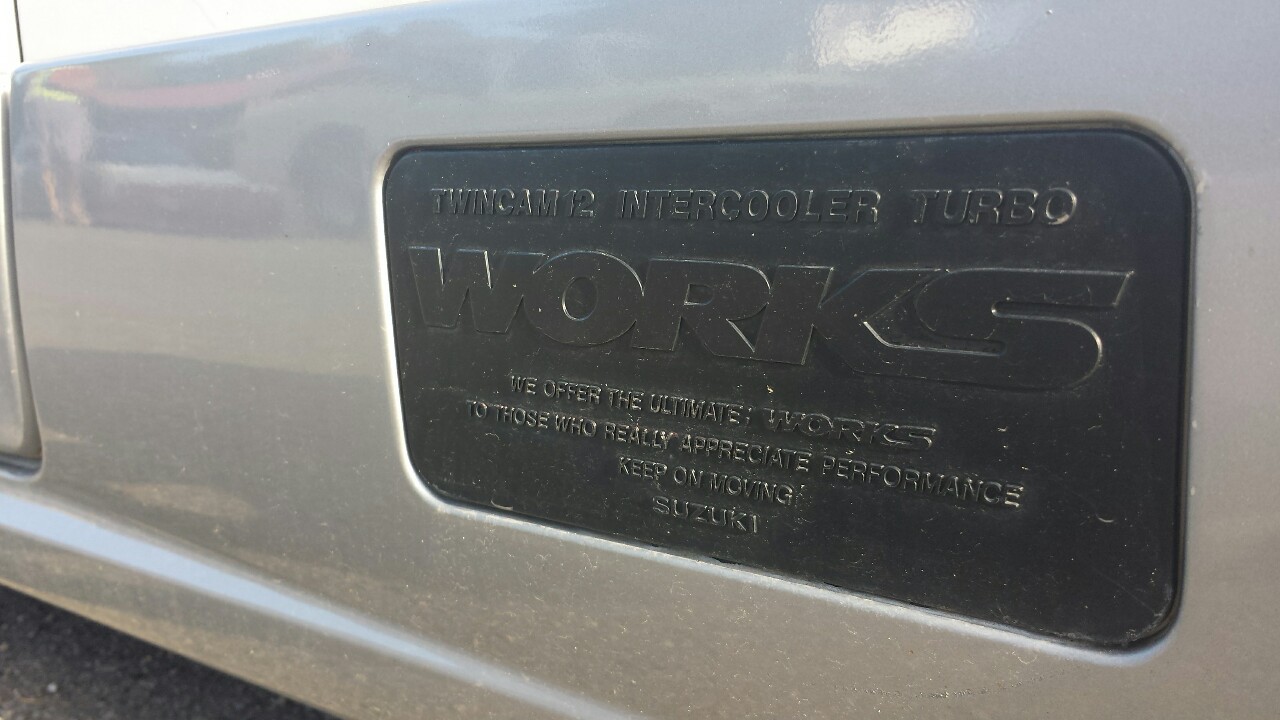 TWINCAM 12 INTERCOOLER TURBO
WORKS
WE OFFER THE ULTIMATE! WORKS
TO THOSE WHO REALLY APPRECIATE PERFORMANCE
KEEP ON MOVING!
SUZUKI